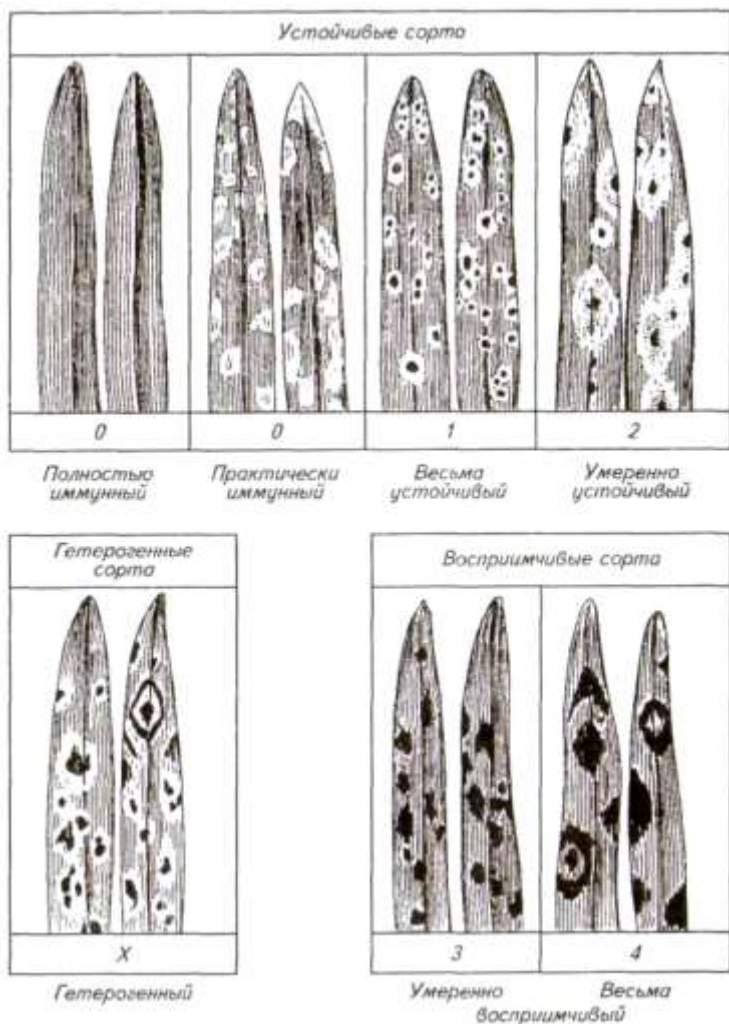 Устойчивые сорта
0
0
1
2
Полностью
иммунный
Практически
иммунный
Весьма
устойчивый
Умеренно
устойчивый
Гетерогенные
сорта
X
Гетерогенный
Восприимчивые сорта
3
4
Умеренно Весьма
восприимчивый